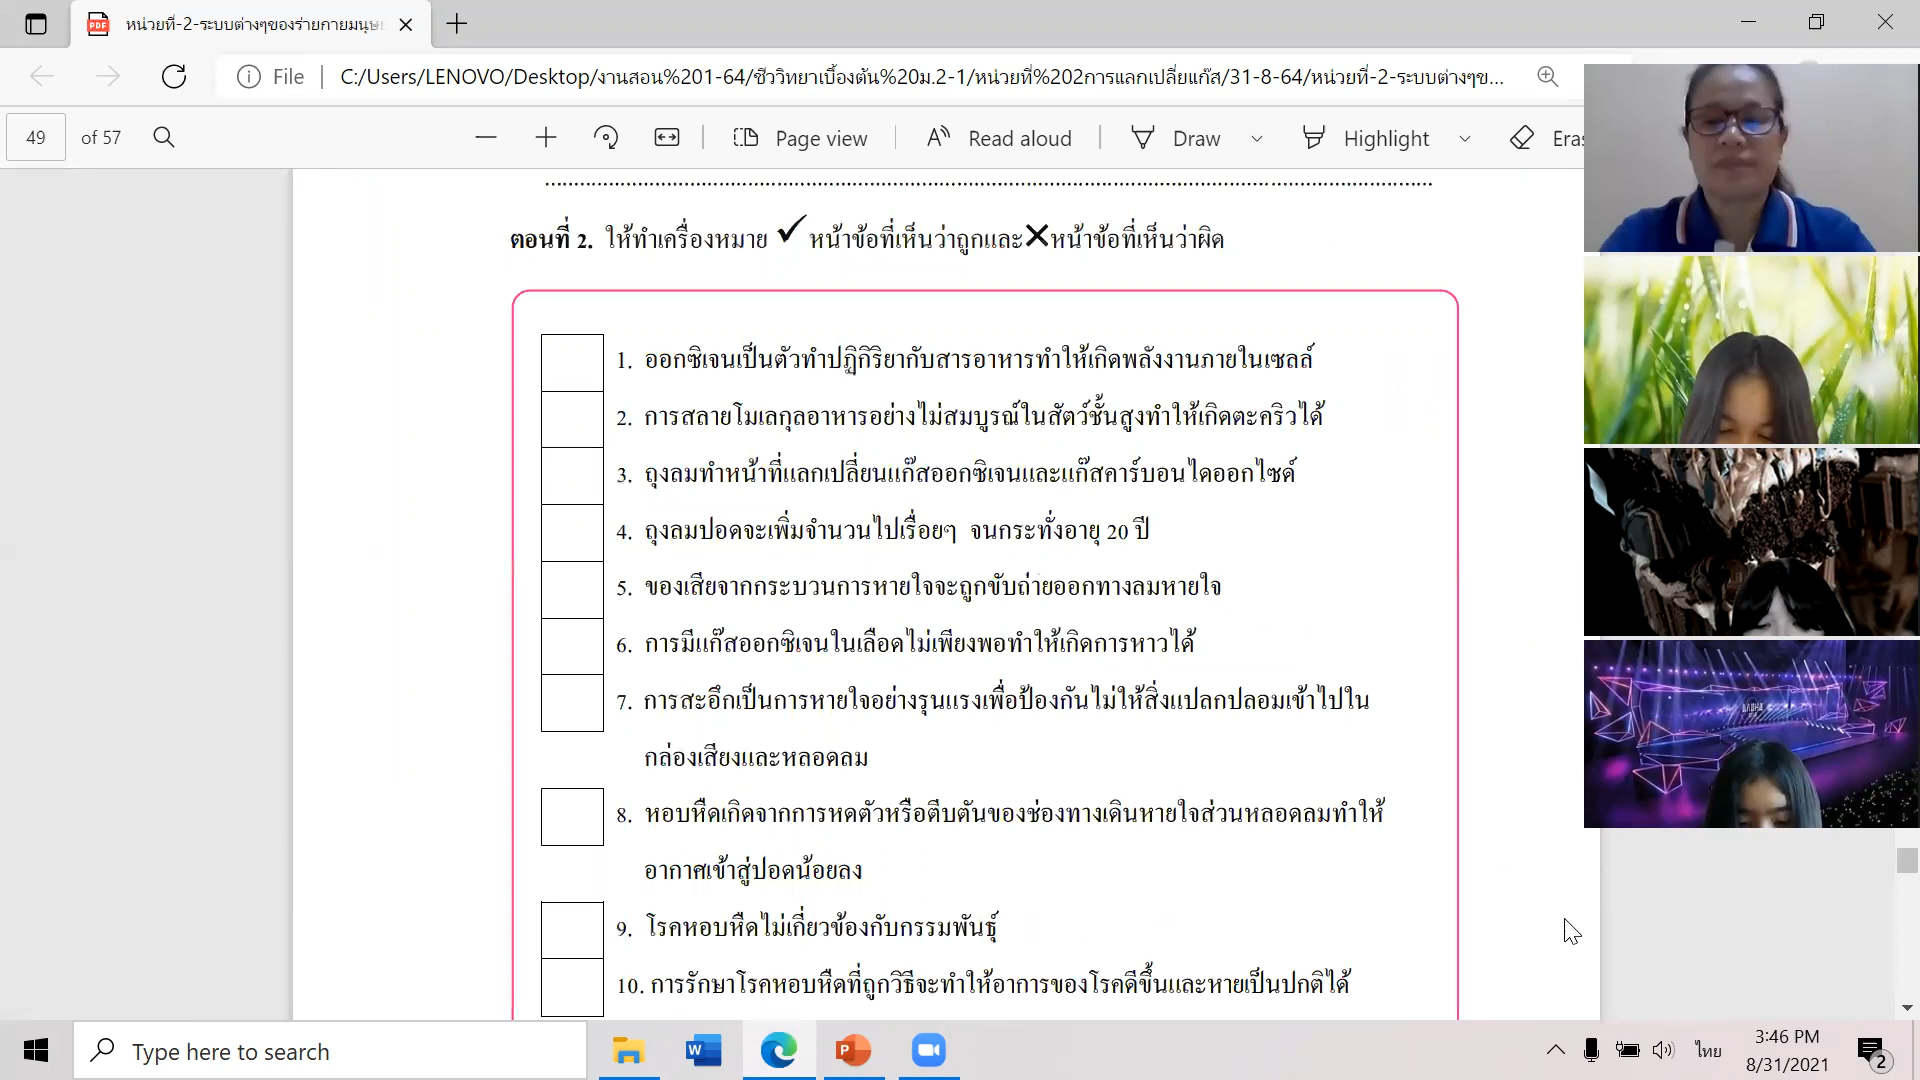 หน่วยที่-2-ระบบต่างๆของร่ายกายมนุษ
File
C:/Users/LENOVO/Desktop/งานสอน%201-64/ชีววิทยาเบื้องต้น%20ม.2-1/หน่วยที่%202การแลกเปลี่ยแก๊ส/31-8-64/หน่วยที่-2-ระบบต่างๆข...
49 of 57
Page view
Read aloud
Draw
Highlight
Eras
ตอนที่ 2. ให้ทำเครื่องหมาย ✓ หน้าข้อที่เห็นว่าถูกและ✕หน้าข้อที่เห็นว่าผิด
1. ออกซิเจนเป็นตัวทำปฏิกิริยากับสารอาหารทำให้เกิดพลังงานภายในเซลล์
2. การสลายโมเลกุลอาหารอย่างไม่สมบูรณ์ในสัตว์ชั้นสูงทำให้เกิดตะคริวได้
3. ถุงลมทำหน้าที่แลกเปลี่ยนแก๊สออกซิเจนและแก๊สคาร์บอนไดออกไซด์
4. ถุงลมปอดจะเพิ่มจำนวนไปเรื่อยๆ จนกระทั่งอายุ 20 ปี
5. ของเสียจากกระบวนการหายใจจะถูกขับถ่ายออกทางลมหายใจ
6. การมีแก๊สออกซิเจนในเลือดไม่เพียงพอทำให้เกิดการหาวได้
7. การสะอึกเป็นการหายใจอย่างรุนแรงเพื่อป้องกันไม่ให้สิ่งแปลกปลอมเข้าไปใน
กล่องเสียงและหลอดลม
8. หอบหืดเกิดจากการหดตัวหรือตีบตันของช่องทางเดินหายใจส่วนหลอดลมทำให้
อากาศเข้าสู่ปอดน้อยลง
9. โรคหอบหืดไม่เกี่ยวข้องกับกรรมพันธุ์
10. การรักษาโรคหอบหืดที่ถูกวิธีจะทำให้อาการของโรคดีขึ้นและหายเป็นปกติได้
Type here to search
ไทย
3:46 PM
8/31/2021
2